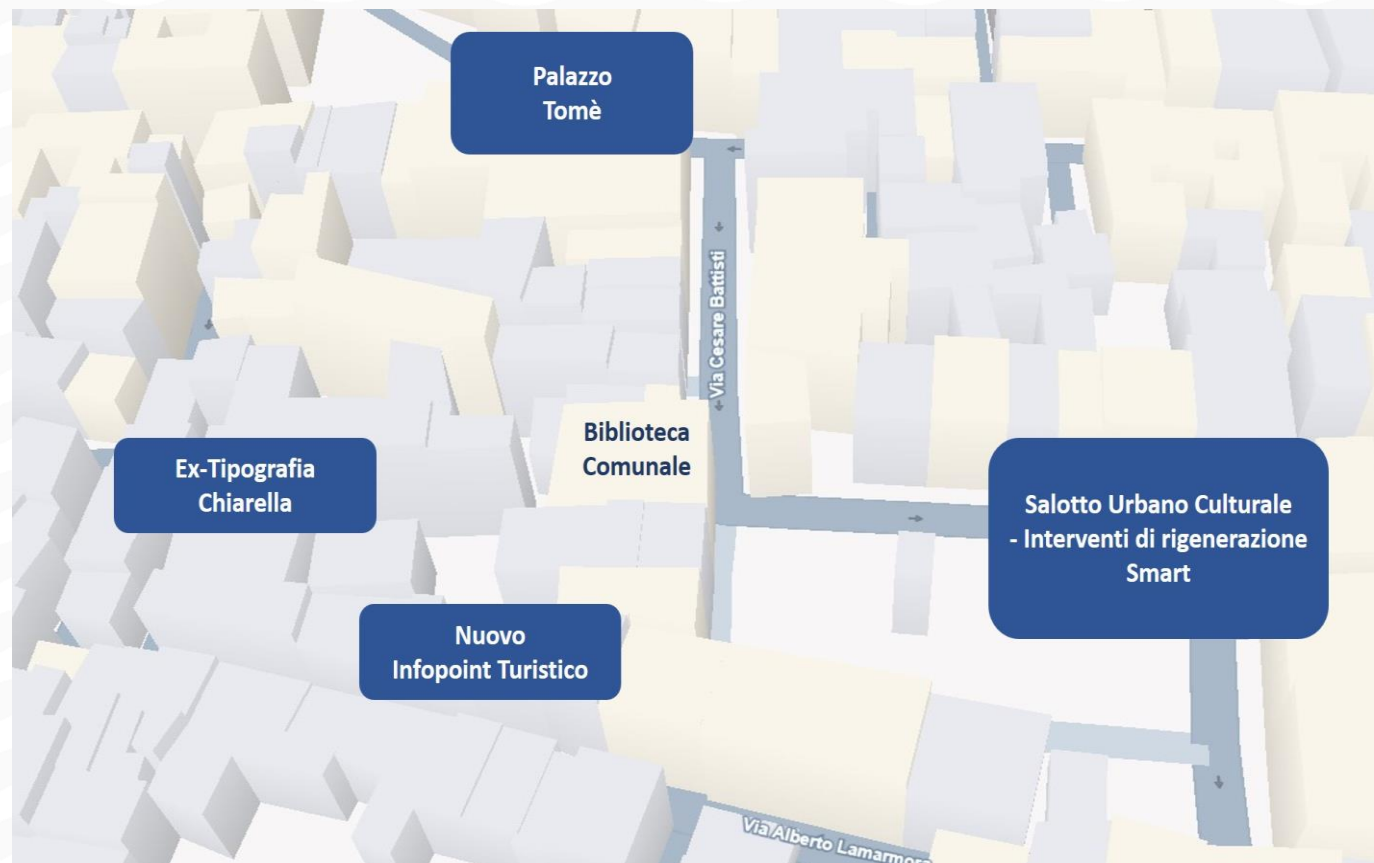 Palazzo
Tomè
Via Cesare Battisti
Biblioteca
Comunale
Ex-Tipografia
Chiarella
Salotto Urbano Culturale
- Interventi di rigenerazione
Smart
Nuovo
Infopoint Turistico
Via Alberto Lamarmora